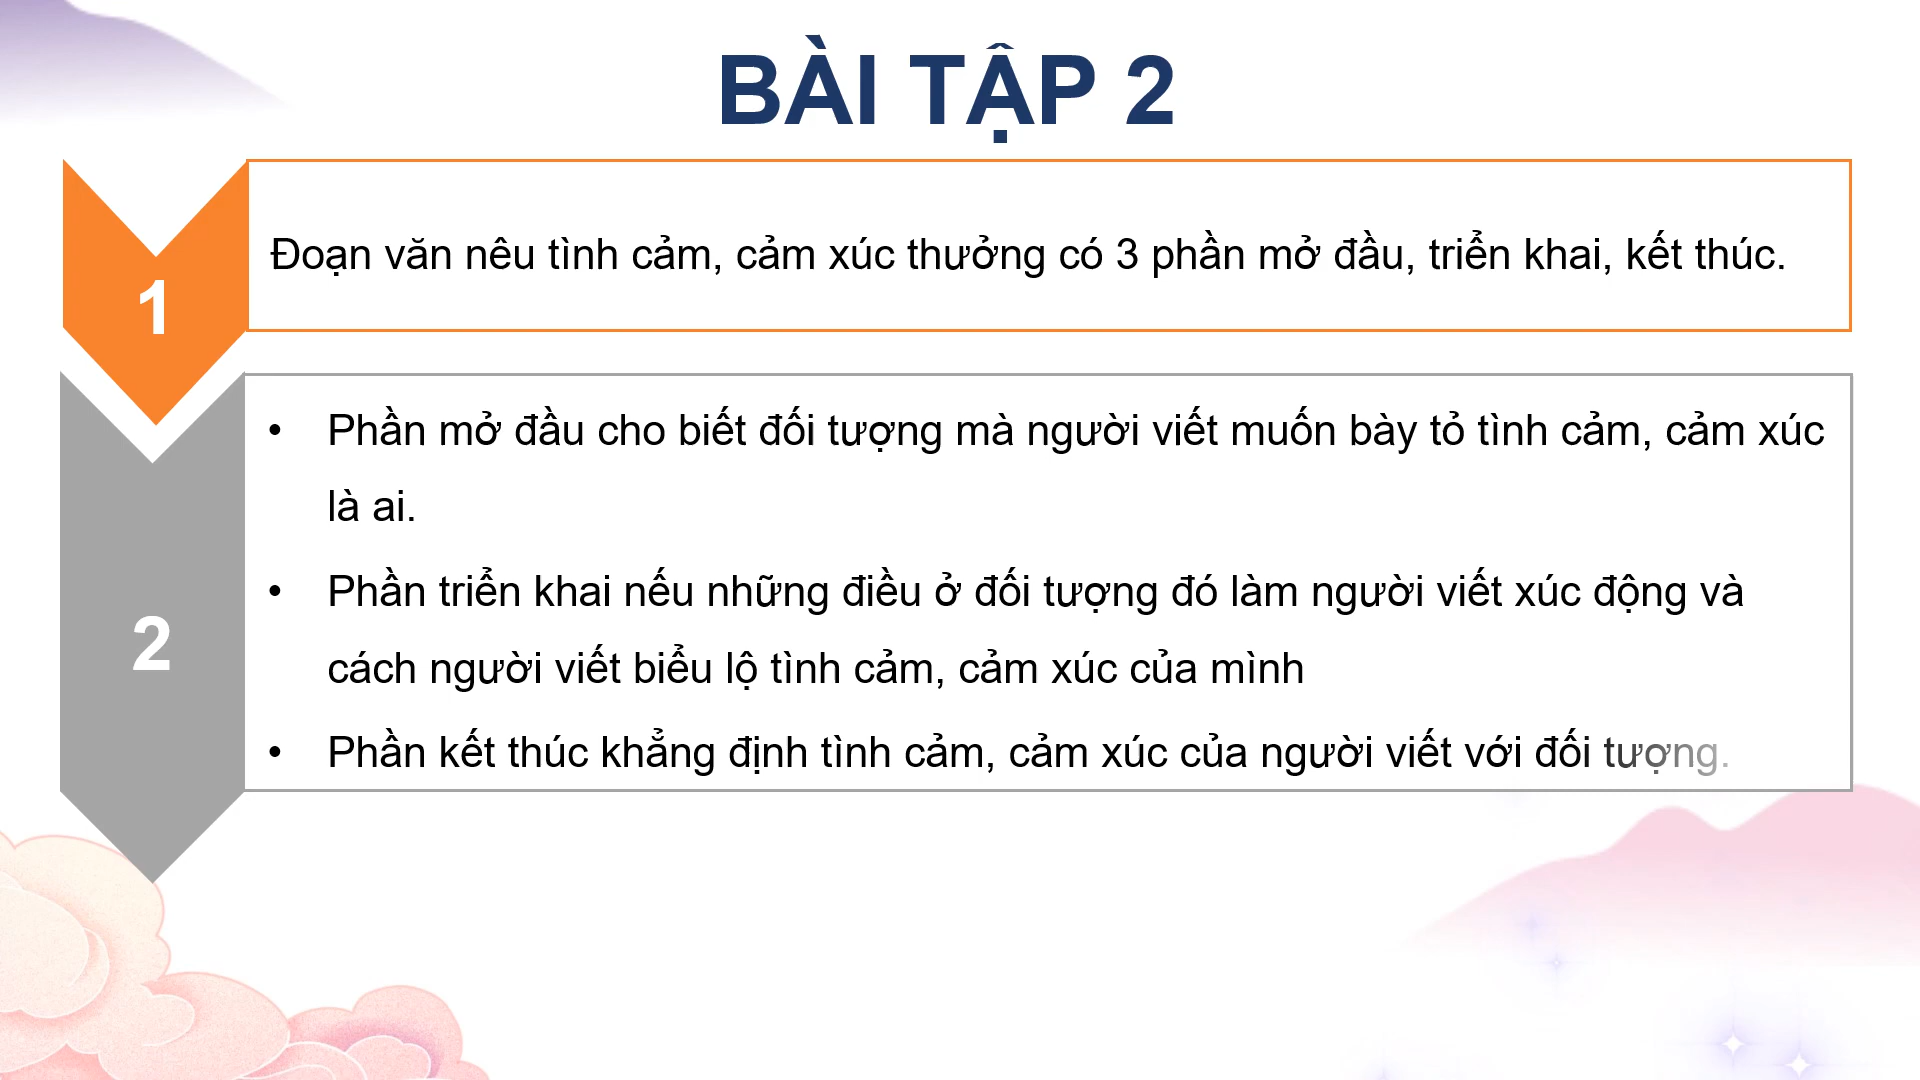 BÀI TẬP 2
1
Đoạn văn nêu tình cảm, cảm xúc thưởng có 3 phần mở đầu, triển khai, kết thúc.
2
• Phần mở đầu cho biết đối tượng mà người viết muốn bày tỏ tình cảm, cảm xúc
là ai.
• Phần triển khai nếu những điều ở đối tượng đó làm người viết xúc động và
cách người viết biểu lộ tình cảm, cảm xúc của mình
• Phần kết thúc khẳng định tình cảm, cảm xúc của người viết với đối tượng.